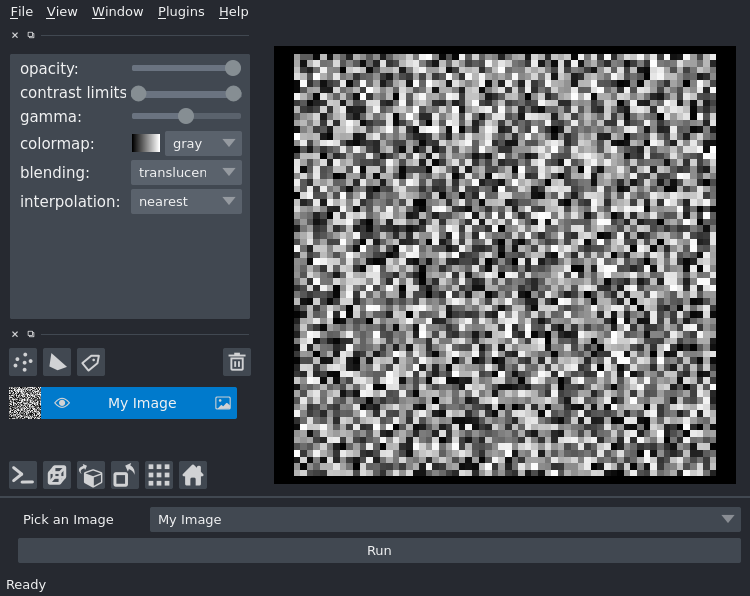 File View Window Plugins Help
opacity:
contrast limits
gamma:
colormap: gray
blending: translucen
interpolation: nearest
My Image
Pick an Image My Image
Run
Ready